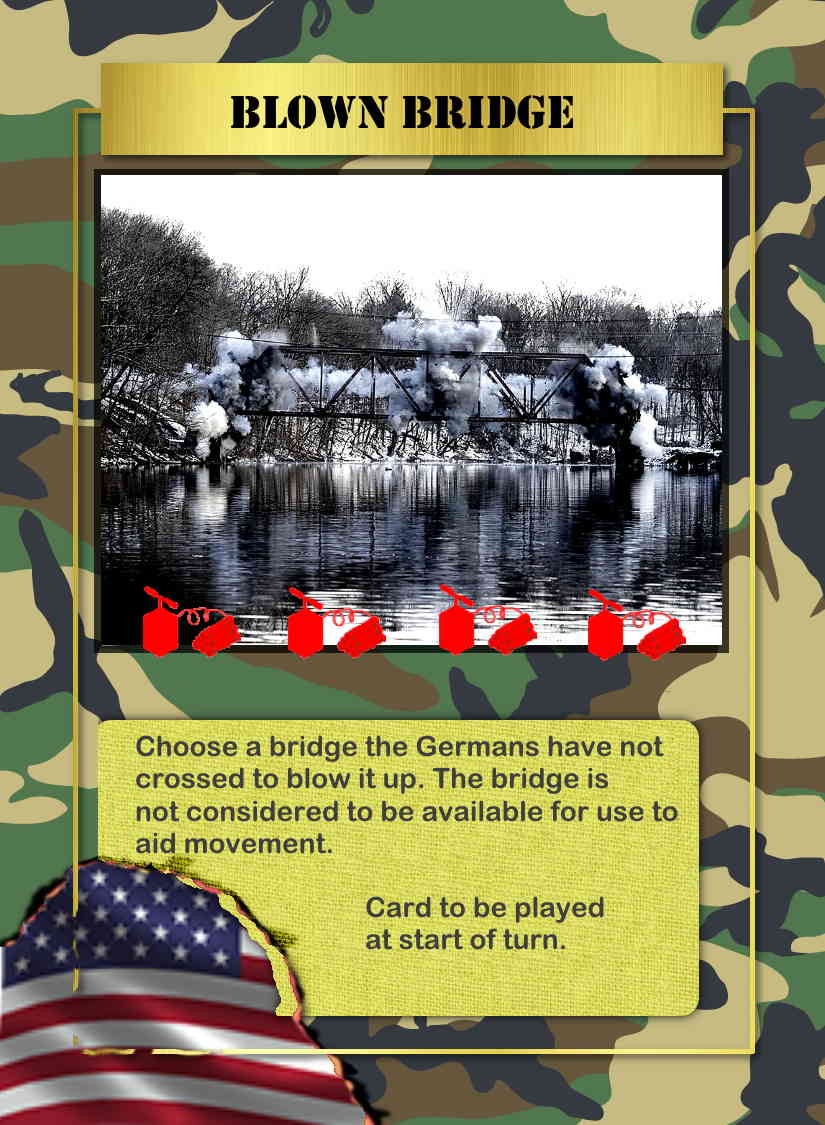 BLOWN BRIDGE
Choose a bridge the Germans have not
crossed to blow it up. The bridge is
not considered to be available for use to
aid movement.
Card to be played
at start of turn.